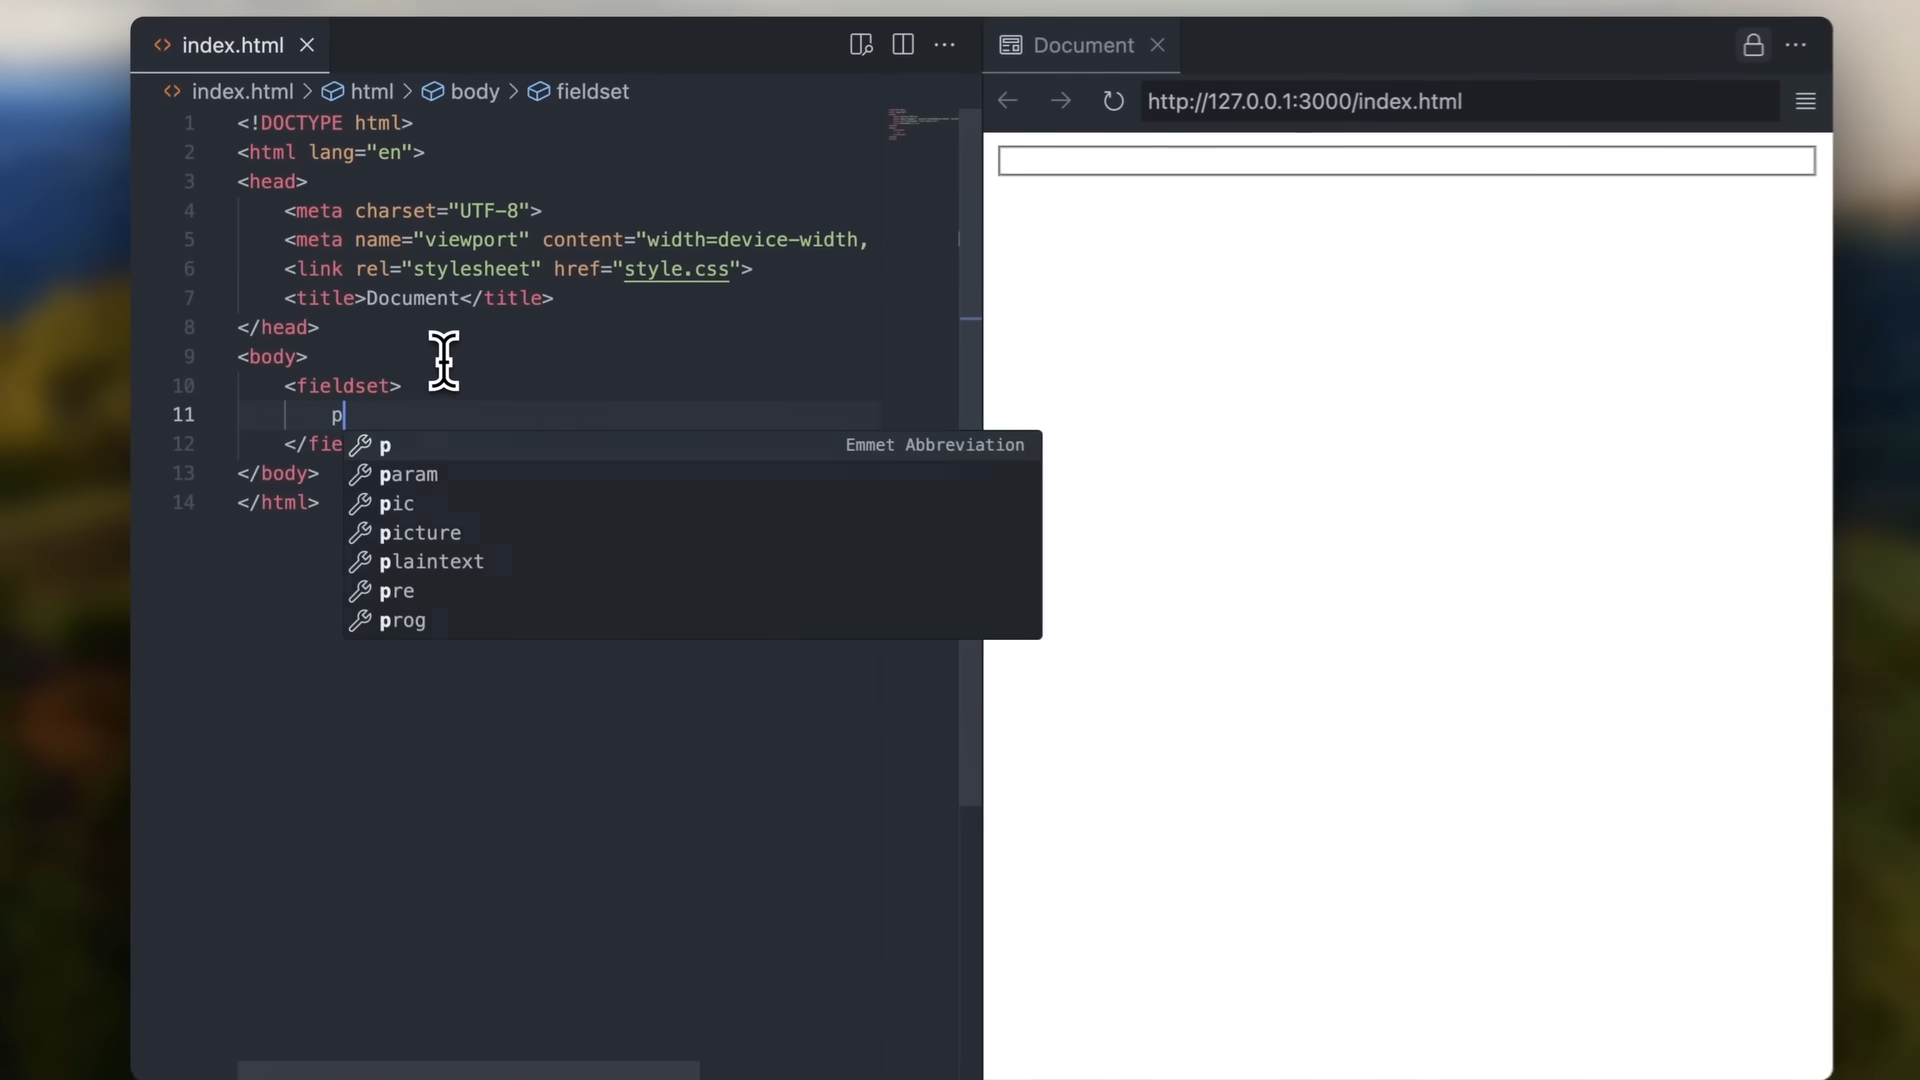 index.html
index.html > html > body > fieldset
1 <!DOCTYPE html>
2 <html lang="en">
3 <head>
4 <meta charset="UTF-8">
5 <meta name="viewport" content="width=device-width,
6 <link rel="stylesheet" href="style.css">
7 <title>Document</title>
8 </head>
9 <body>
10 <fieldset>
11 p
12 </fie
13 </body>
14 </html>
p Emmet Abbreviation
param
pic
picture
plaintext
pre
prog
Document
http://127.0.0.1:3000/index.html